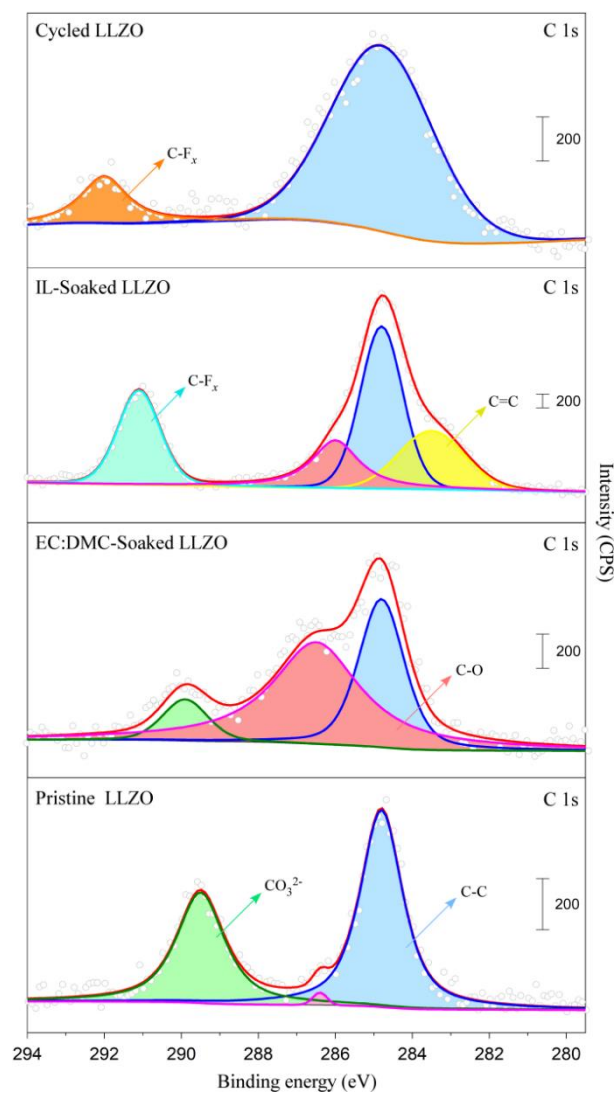 Cycled LLZO
C 1s
C-Fₓ
200
IL-Soaked LLZO
C 1s
C-Fₓ
200
C=C
EC:DMC-Soaked LLZO
C 1s
200
C-O
Pristine LLZO
C 1s
CO₃²⁻
200
C-C
Intensity (CPS)
294 292 290 288 286 284 282 280
Binding energy (eV)